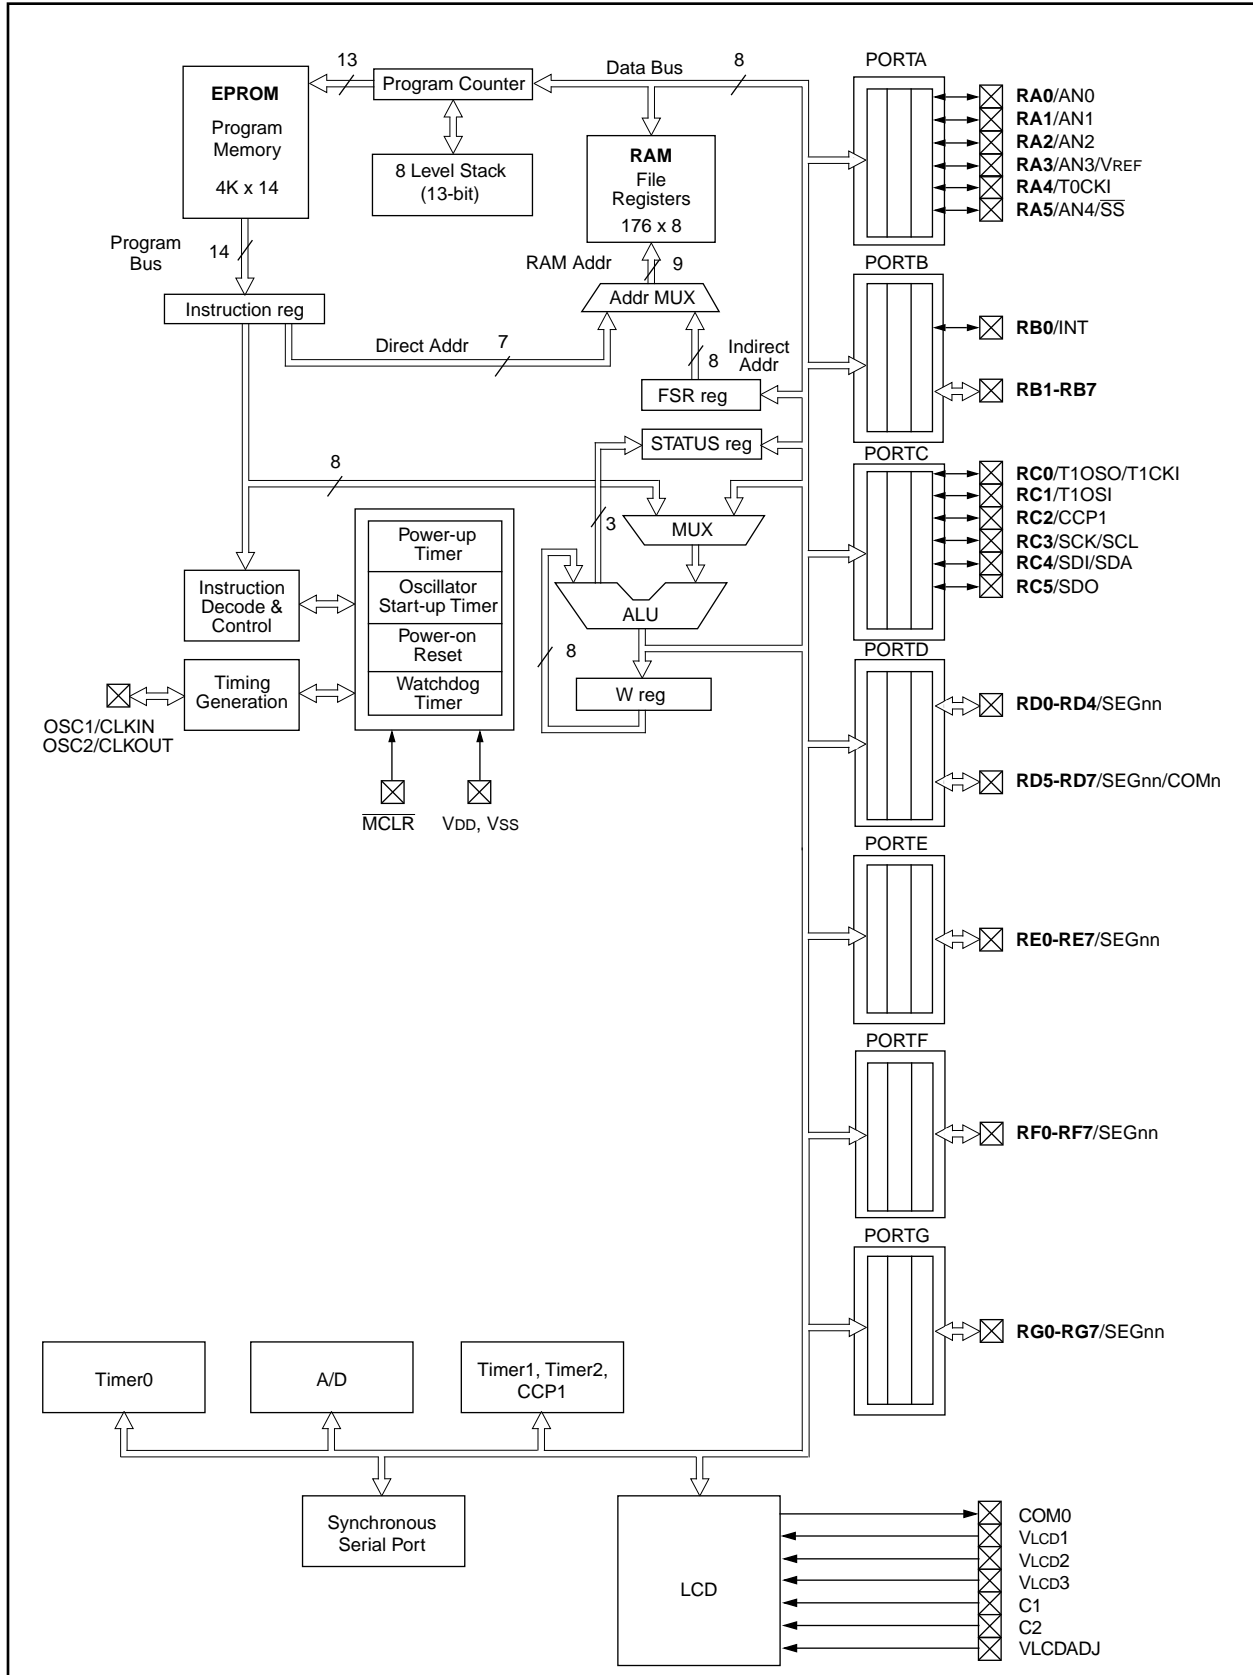 13
Data Bus
8
PORTA
EPROM
Program
Memory
4K x 14
Program Counter
8 Level Stack
(13-bit)
RAM
File
Registers
176 x 8
RA0/AN0
RA1/AN1
RA2/AN2
RA3/AN3/VREF
RA4/T0CKI
RA5/AN4/S̅S̅
Program
Bus
14
RAM Addr
9
PORTB
Instruction reg
Addr MUX
RB0/INT
Direct Addr
7
8
Indirect
Addr
FSR reg
RB1-RB7
STATUS reg
PORTC
8
RC0/T1OSO/T1CKI
RC1/T1OSI
RC2/CCP1
RC3/SCK/SCL
RC4/SDI/SDA
RC5/SDO
3
MUX
Power-up
Timer
Oscillator
Start-up Timer
Power-on
Reset
Watchdog
Timer
Instruction
Decode &
Control
ALU
8
PORTD
W reg
Timing
Generation
OSC1/CLKIN
OSC2/CLKOUT
RD0-RD4/SEGnn
RD5-RD7/SEGnn/COMn
M̅C̅L̅R̅
VDD, VSS
PORTE
RE0-RE7/SEGnn
PORTF
RF0-RF7/SEGnn
PORTG
RG0-RG7/SEGnn
Timer0
A/D
Timer1, Timer2,
CCP1
Synchronous
Serial Port
LCD
COM0
VLCD1
VLCD2
VLCD3
C1
C2
VLCDADJ